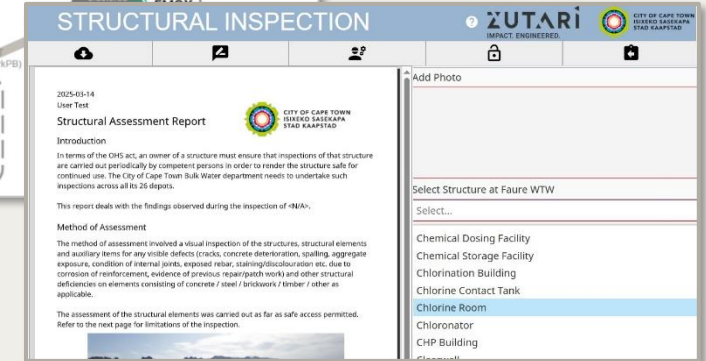 STRUCTURAL INSPECTION
ZUTARI
IMPACT. ENGINEERED.
CITY OF CAPE TOWN
ISIXEKO SASEKAPA
STAD KAAPSTAD
2025-03-14
User Test
Structural Assessment Report
CITY OF CAPE TOWN
ISIXEKO SASEKAPA
STAD KAAPSTAD
Introduction
In terms of the OHS act, an owner of a structure must ensure that inspections of that structure
are carried out periodically by competent persons in order to render the structure safe for
continued use. The City of Cape Town Bulk Water department needs to undertake such
inspections across all its 26 depots.
This report deals with the findings observed during the inspection of <N/A>.
Method of Assessment
The method of assessment involved a visual inspection of the structures, structural elements
and auxiliary items for any visible defects (cracks, concrete deterioration, spalling, aggregate
exposure, condition of internal joints, exposed rebar, staining/discolouration etc. due to
corrosion of reinforcement, evidence of previous repair/patch work) and other structural
deficiencies on elements consisting of concrete / steel / brickwork / timber / other as
applicable.
The assessment of the structural elements was carried out as far as safe access permitted.
Refer to the next page for limitations of the inspection.
Add Photo
Select Structure at Faure WTW
Select...
Chemical Dosing Facility
Chemical Storage Facility
Chlorination Building
Chlorine Contact Tank
Chlorine Room
Chloronator
CHP Building